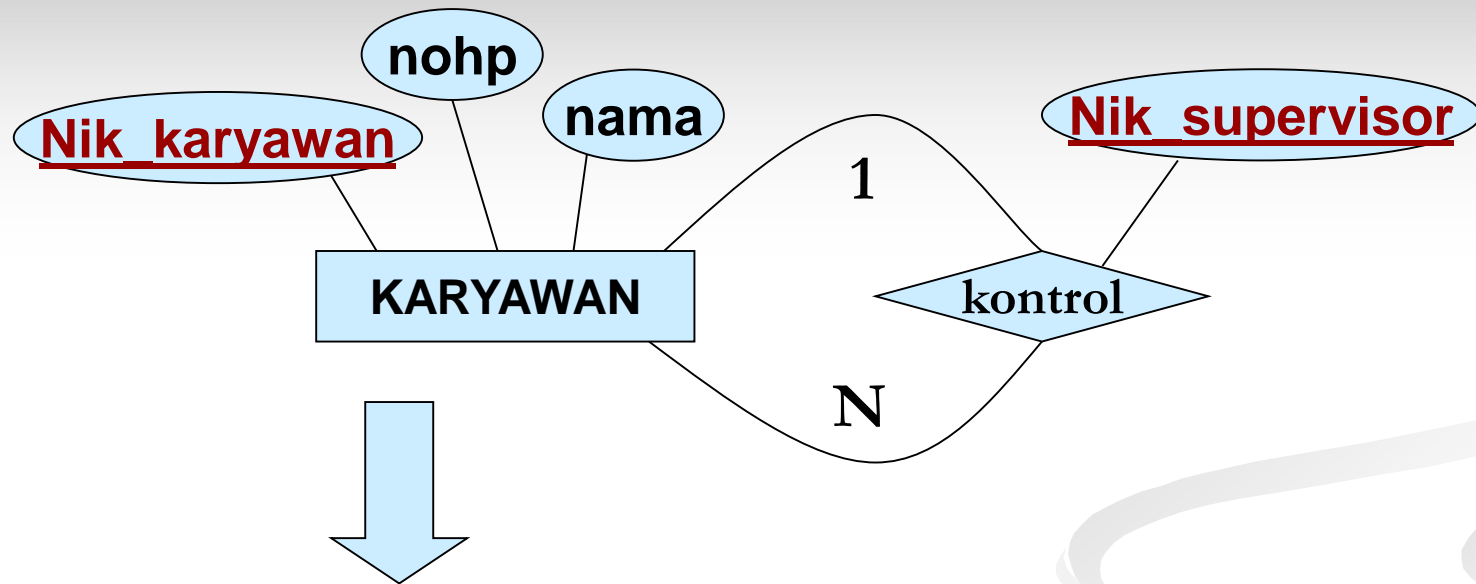 nohp
nama
Nik_karyawan
Nik_supervisor
1
KARYAWAN
kontrol
N